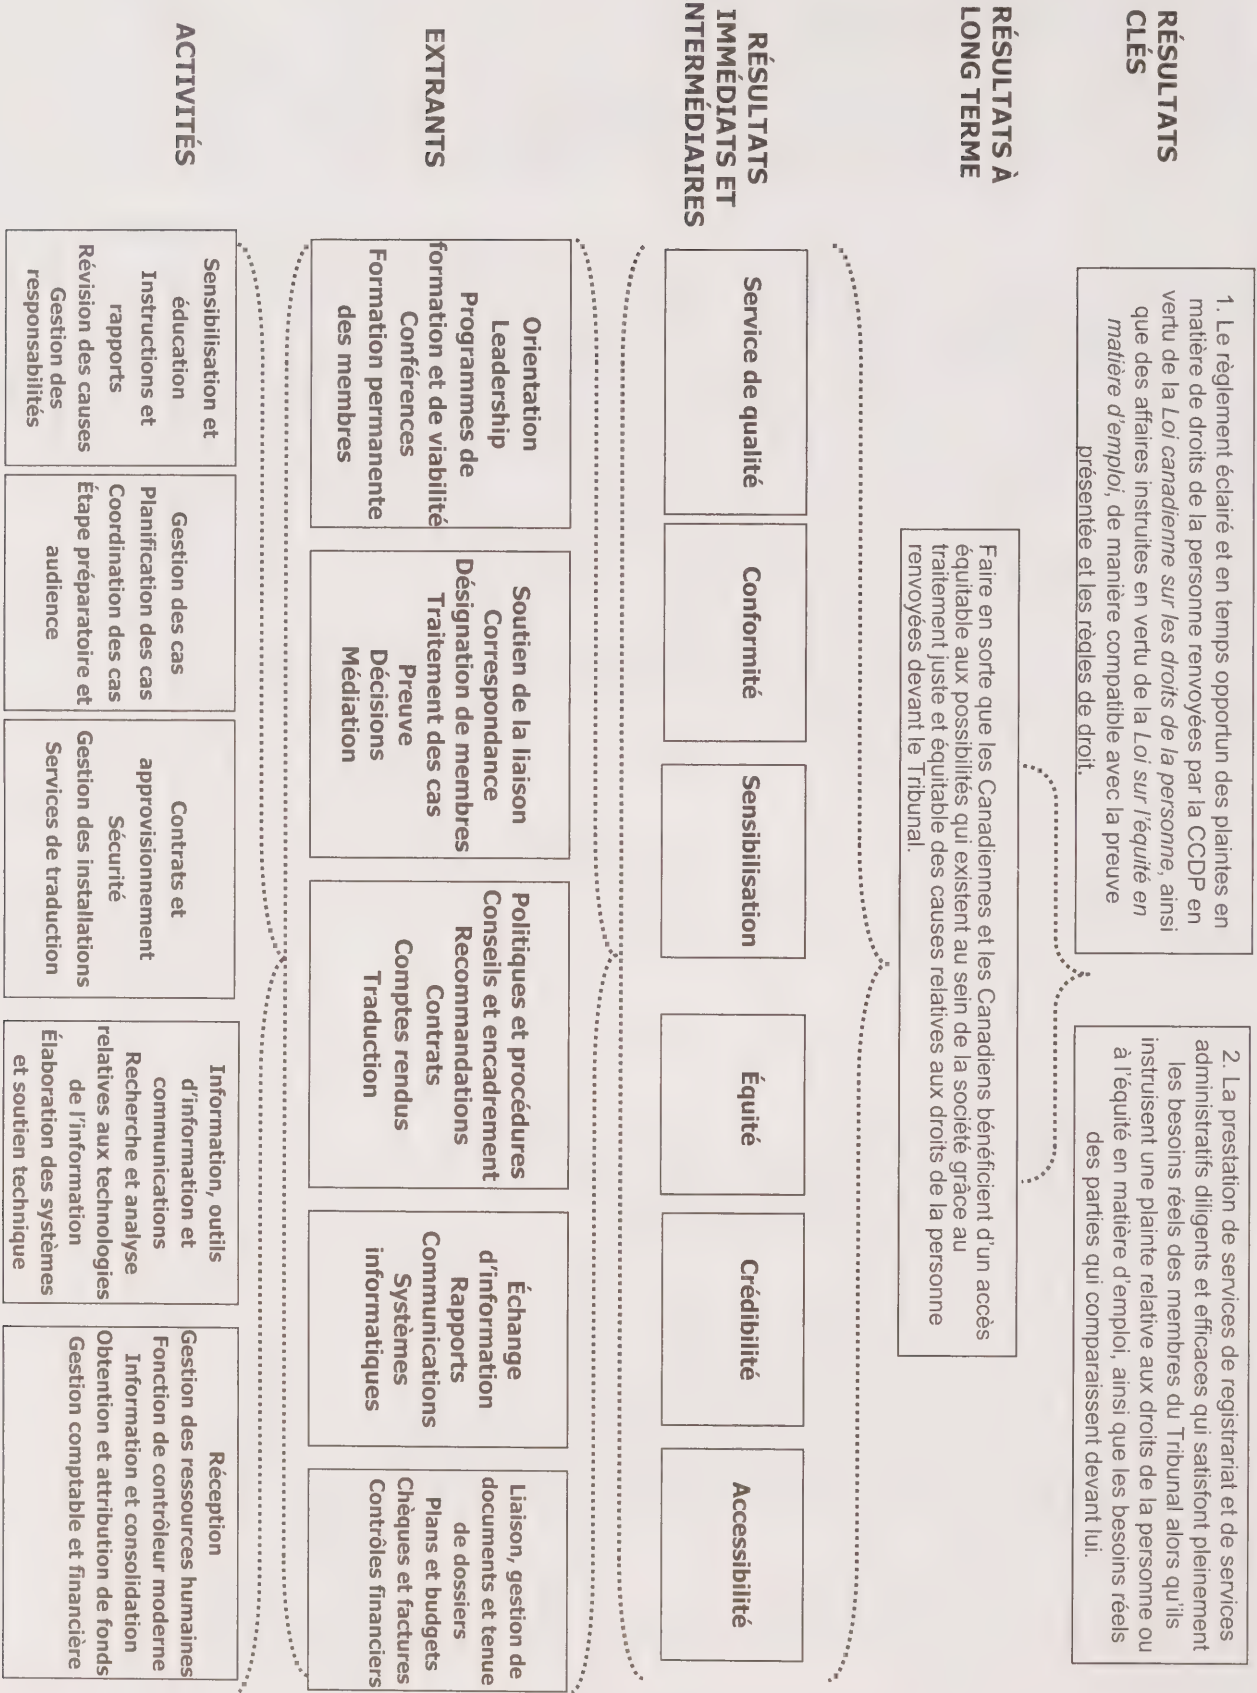 RÉSULTATS
CLÉS
1. Le règlement éclairé et en temps opportun des plaintes en
matière de droits de la personne renvoyées par la CCDP en
vertu de la Loi canadienne sur les droits de la personne, ainsi
que des affaires instruites en vertu de la Loi sur l'équité en
matière d'emploi, de manière compatible avec la preuve
présentée et les règles de droit.
2. La prestation de services de registrariat et de services
administratifs diligents et efficaces qui satisfont pleinement
les besoins réels des membres du Tribunal alors qu'ils
instruisent une plainte relative aux droits de la personne ou
à l'équité en matière d'emploi, ainsi que les besoins réels
des parties qui comparaissent devant lui.
RÉSULTATS À
LONG TERME
Faire en sorte que les Canadiennes et les Canadiens bénéficient d'un accès
équitable aux possibilités qui existent au sein de la société grâce au
traitement juste et équitable des causes relatives aux droits de la personne
renvoyées devant le Tribunal.
RÉSULTATS
IMMÉDIATS ET
NTERMÉDIAIRES
Service de qualité
Conformité
Sensibilisation
Équité
Crédibilité
Accessibilité
EXTRANTS
Orientation
Leadership
Programmes de
formation et de viabilité
Conférences
Formation permanente
des membres
Soutien de la liaison
Correspondance
Désignation de membres
Traitement des cas
Preuve
Décisions
Médiation
Politiques et procédures
Conseils et encadrement
Recommandations
Contrats
Comptes rendus
Traduction
Échange
d'information
Rapports
Communications
Systèmes
informatiques
Liaison, gestion de
documents et tenue
de dossiers
Plans et budgets
Chèques et factures
Contrôles financiers
ACTIVITÉS
Sensibilisation et
éducation
Instructions et
rapports
Révision des causes
Gestion des
responsabilités
Gestion des cas
Planification des cas
Coordination des cas
Étape préparatoire et
audience
Contrats et
approvisionnement
Sécurité
Gestion des installations
Services de traduction
Information, outils
d'information et
communications
Recherche et analyse
relatives aux technologies
de l'information
Élaboration des systèmes
et soutien technique
Réception
Gestion des ressources humaines
Fonction de contrôleur moderne
Information et consolidation
Obtention et attribution de fonds
Gestion comptable et financière